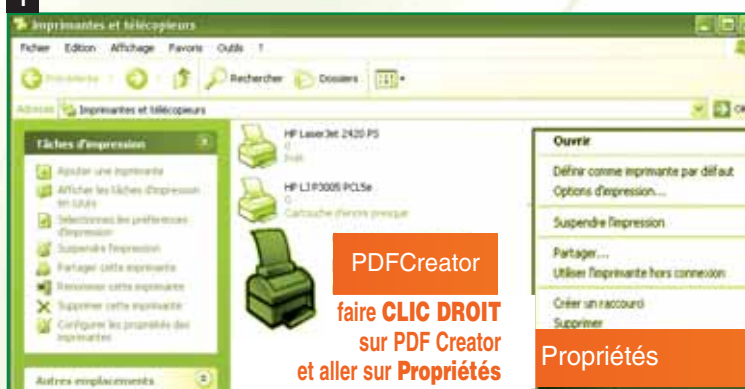 1
Imprimantes et télécopieurs
Fichier Edition Affichage Favoris Outils ?
Rechercher Dossiers
Adresse Imprimantes et télécopieurs OK
Tâches d'impression
Ajouter une imprimante
Afficher les tâches d'impression
en cours
Sélectionnez les préférences
d'impression
Suspendre l'impression
Partager cette imprimante
Renommer cette imprimante
Supprimer cette imprimante
Configurer les propriétés des
imprimantes
Autres emplacements
HP LaserJet 2420 PS
0
Prêt
HP LJ P3005 PCL5e
0
Cartouche d'encre presque
PDFCreator
faire CLIC DROIT
sur PDF Creator
et aller sur Propriétés
Ouvrir
Définir comme imprimante par défaut
Options d'impression...
Suspendre l'impression
Partager...
Utiliser l'imprimante hors connexion
Créer un raccourci
Supprimer
Propriétés